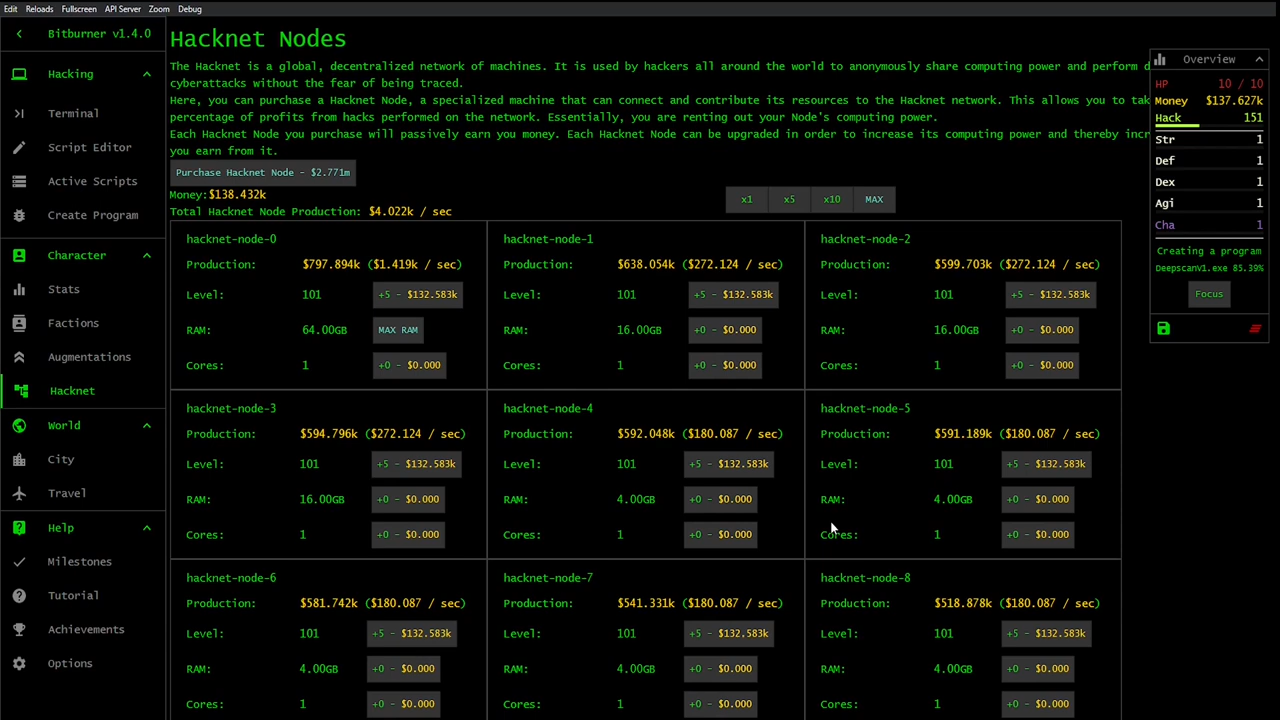 Edit Reloads Fullscreen API Server Zoom Debug
Bitburner v1.4.0
Hacking
Terminal
Script Editor
Active Scripts
Create Program
Character
Stats
Factions
Augmentations
Hacknet
World
City
Travel
Help
Milestones
Tutorial
Achievements
Options
Hacknet Nodes
The Hacknet is a global, decentralized network of machines. It is used by hackers all around the world to anonymously share computing power and perform d
cyberattacks without the fear of being traced.
Here, you can purchase a Hacknet Node, a specialized machine that can connect and contribute its resources to the Hacknet network. This allows you to tak
percentage of profits from hacks performed on the network. Essentially, you are renting out your Node's computing power.
Each Hacknet Node you purchase will passively earn you money. Each Hacknet Node can be upgraded in order to increase its computing power and thereby incr
you earn from it.
Purchase Hacknet Node - $2.771m
Money:$138.432k
Total Hacknet Node Production: $4.022k / sec
x1 x5 x10 MAX
hacknet-node-0
Production: $797.894k ($1.419k / sec)
Level: 101 +5 - $132.583k
RAM: 64.00GB MAX RAM
Cores: 1 +0 - $0.000
hacknet-node-1
Production: $638.054k ($272.124 / sec)
Level: 101 +5 - $132.583k
RAM: 16.00GB +0 - $0.000
Cores: 1 +0 - $0.000
hacknet-node-2
Production: $599.703k ($272.124 / sec)
Level: 101 +5 - $132.583k
RAM: 16.00GB +0 - $0.000
Cores: 1 +0 - $0.000
hacknet-node-3
Production: $594.796k ($272.124 / sec)
Level: 101 +5 - $132.583k
RAM: 16.00GB +0 - $0.000
Cores: 1 +0 - $0.000
hacknet-node-4
Production: $592.048k ($180.087 / sec)
Level: 101 +5 - $132.583k
RAM: 4.00GB +0 - $0.000
Cores: 1 +0 - $0.000
hacknet-node-5
Production: $591.189k ($180.087 / sec)
Level: 101 +5 - $132.583k
RAM: 4.00GB +0 - $0.000
Cores: 1 +0 - $0.000
hacknet-node-6
Production: $581.742k ($180.087 / sec)
Level: 101 +5 - $132.583k
RAM: 4.00GB +0 - $0.000
Cores: 1 +0 - $0.000
hacknet-node-7
Production: $541.331k ($180.087 / sec)
Level: 101 +5 - $132.583k
RAM: 4.00GB +0 - $0.000
Cores: 1 +0 - $0.000
hacknet-node-8
Production: $518.878k ($180.087 / sec)
Level: 101 +5 - $132.583k
RAM: 4.00GB +0 - $0.000
Cores: 1 +0 - $0.000
Overview
HP 10 / 10
Money $137.627k
Hack 151
Str 1
Def 1
Dex 1
Agi 1
Cha 1
Creating a program
DeepscanV1.exe 85.39%
Focus